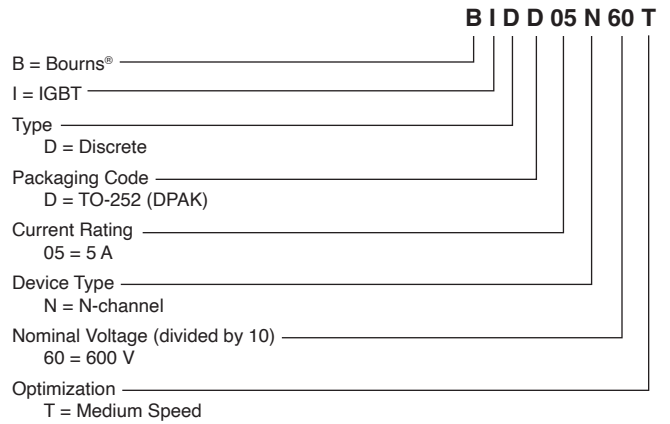 B I D D 05 N 60 T
B = Bourns®
I = IGBT
Type
D = Discrete
Packaging Code
D = TO-252 (DPAK)
Current Rating
05 = 5 A
Device Type
N = N-channel
Nominal Voltage (divided by 10)
60 = 600 V
Optimization
T = Medium Speed